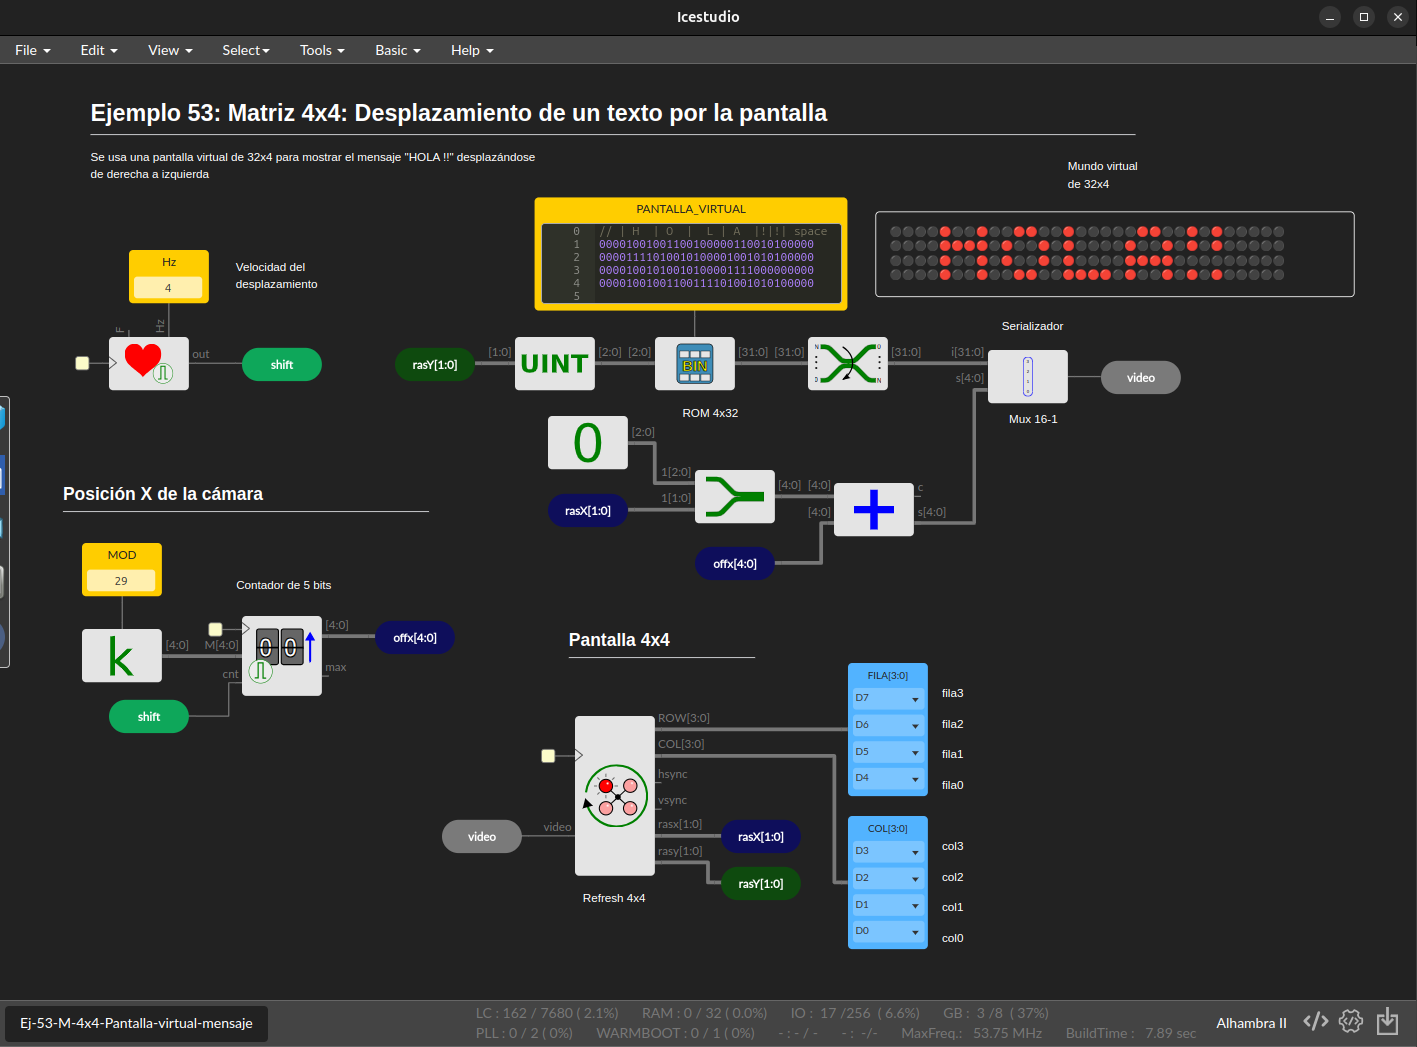 Icestudio
File Edit View Select Tools Basic Help
Ejemplo 53: Matriz 4x4: Desplazamiento de un texto por la pantalla
Se usa una pantalla virtual de 32x4 para mostrar el mensaje "HOLA !!" desplazándose
de derecha a izquierda
Mundo virtual
de 32x4
PANTALLA_VIRTUAL
0 // | H | O | L | A |!|!| space
1 00001001001100100000110010100000
2 00001111010010100001001010100000
3 00001001010010100001111000000000
4 00001001001100111101001010100000
5
Hz
4
Velocidad del
desplazamiento
F
Hz
out
shift
rasY[1:0]
[1:0]
UINT
[2:0] [2:0]
BIN
[31:0] [31:0]
N 0
0 N
[31:0]
ROM 4x32
Serializador
i[31:0]
s[4:0]
video
Mux 16-1
0
[2:0]
1[2:0]
1[1:0]
rasX[1:0]
[4:0] [4:0]
[4:0]
c
s[4:0]
offx[4:0]
Posición X de la cámara
MOD
29
Contador de 5 bits
k
[4:0] M[4:0]
cnt
0 0
[4:0]
max
offx[4:0]
shift
Pantalla 4x4
ROW[3:0]
COL[3:0]
hsync
vsync
rasx[1:0]
rasy[1:0]
video
video
Refresh 4x4
rasX[1:0]
rasY[1:0]
FILA[3:0]
D7 fila3
D6 fila2
D5 fila1
D4 fila0
COL[3:0]
D3 col3
D2 col2
D1 col1
D0 col0
Ej-53-M-4x4-Pantalla-virtual-mensaje
LC : 162 / 7680 ( 2.1%) RAM : 0 / 32 ( 0.0%) IO : 17 /256 ( 6.6%) GB : 3 /8 ( 37%)
PLL : 0 / 2 ( 0%) WARMBOOT : 0 / 1 ( 0%) - : - / - - : -/- MaxFreq.: 53.75 MHz BuildTime : 7.89 sec
Alhambra II